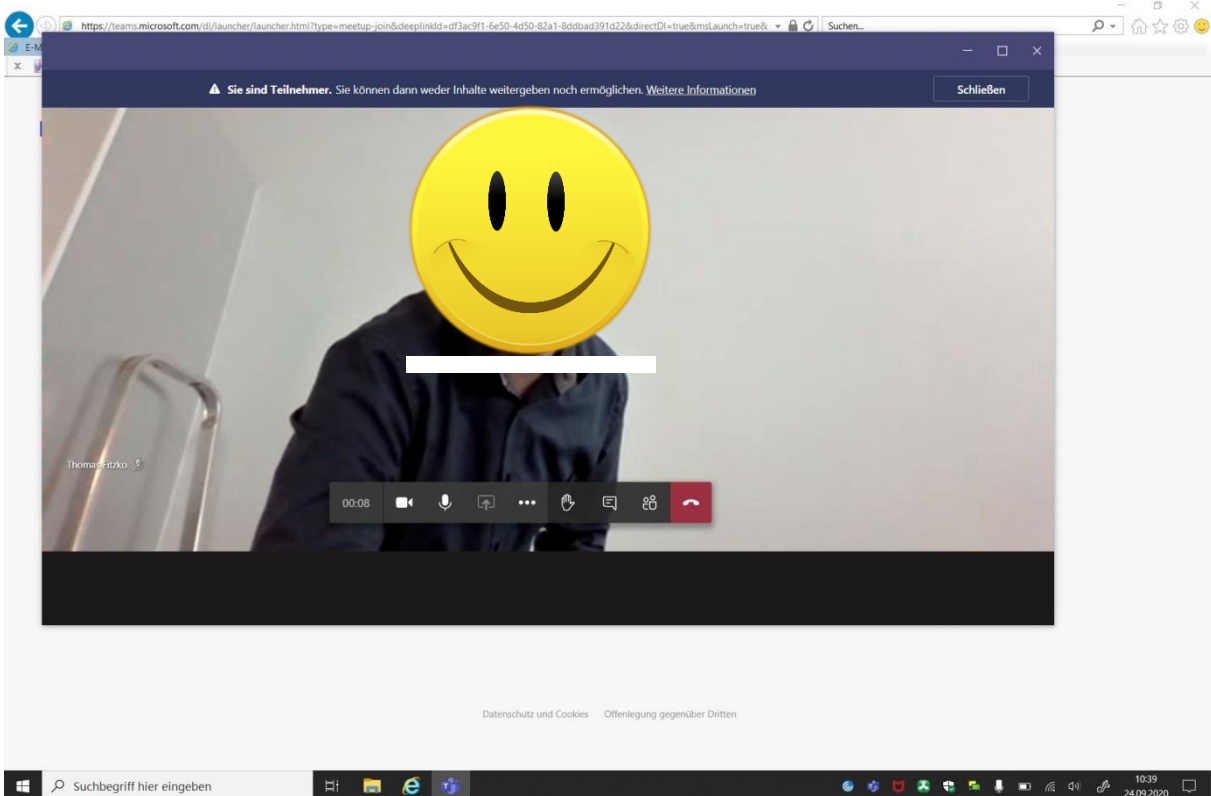 https://teams.microsoft.com/dl/launcher/launcher.html?type=meetup-join&deeplinkId=df3ac9f1-6e50-4d50-82a1-8ddbad391d22&directDl=true&msLaunch=true&
Suchen...
E-M
Sie sind Teilnehmer. Sie können dann weder Inhalte weitergeben noch ermöglichen. Weitere Informationen
Schließen
Thomas Fitzko
00:08
Datenschutz und Cookies Offenlegung gegenüber Dritten
Suchbegriff hier eingeben
10:39
24.09.2020